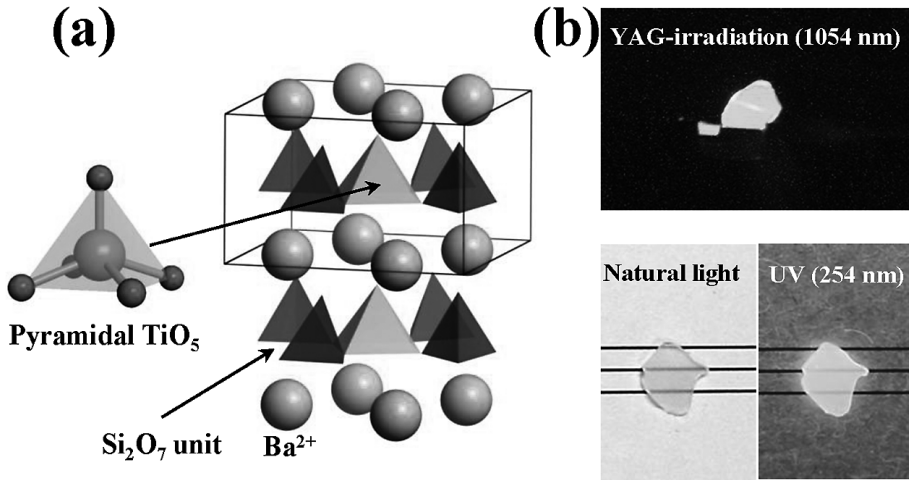 (a)
Pyramidal TiO₅
Si₂O₇ unit
Ba²⁺
(b)
YAG-irradiation (1054 nm)
Natural light
UV (254 nm)